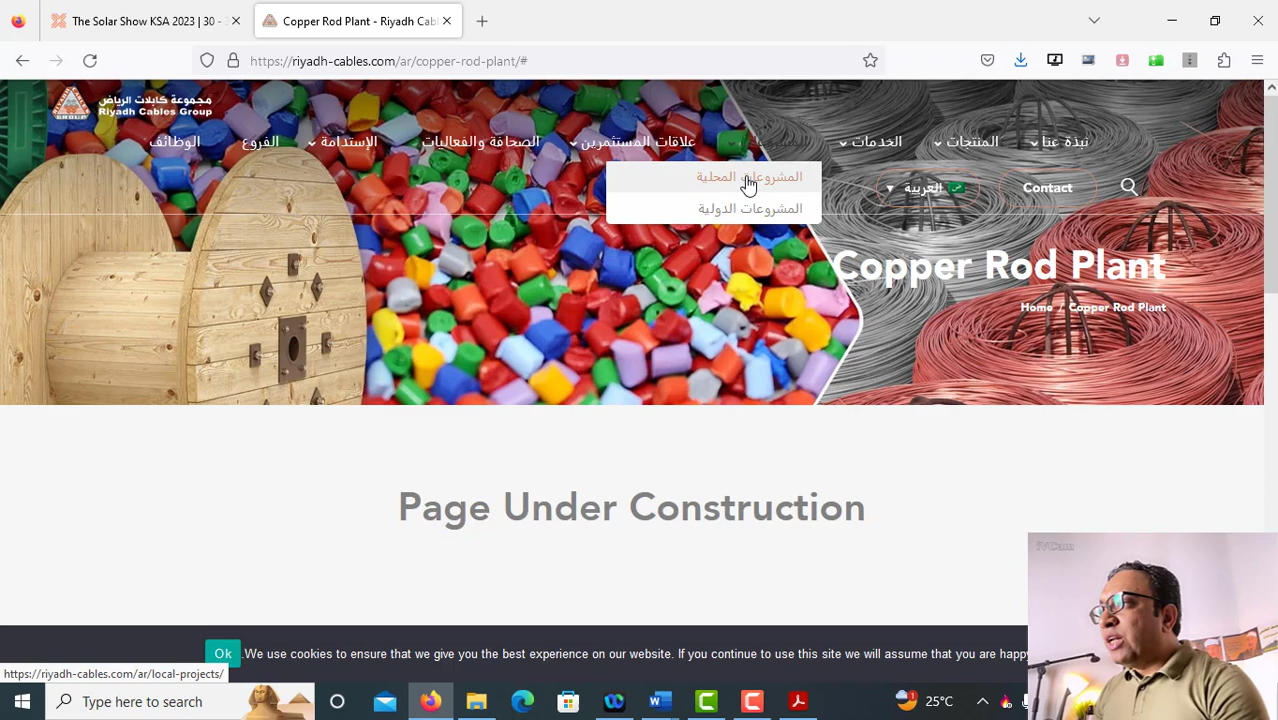 The Solar Show KSA 2023 | 30 -
Copper Rod Plant - Riyadh Cabl
https://riyadh-cables.com/ar/copper-rod-plant/#
مجموعة كابلات الرياض
Riyadh Cables Group
GROUP
نبذة عنا
المنتجات
الخدمات
علاقات المستثمرين
الصحافة والفعاليات
الإستدامة
الفروع
الوظائف
المشروعات المحلية
المشروعات الدولية
العربية
Contact
Copper Rod Plant
Home / Copper Rod Plant
Page Under Construction
iVCam
Ok
We use cookies to ensure that we give you the best experience on our website. If you continue to use this site we will assume that you are happy
https://riyadh-cables.com/ar/local-projects/
Type here to search
25°C